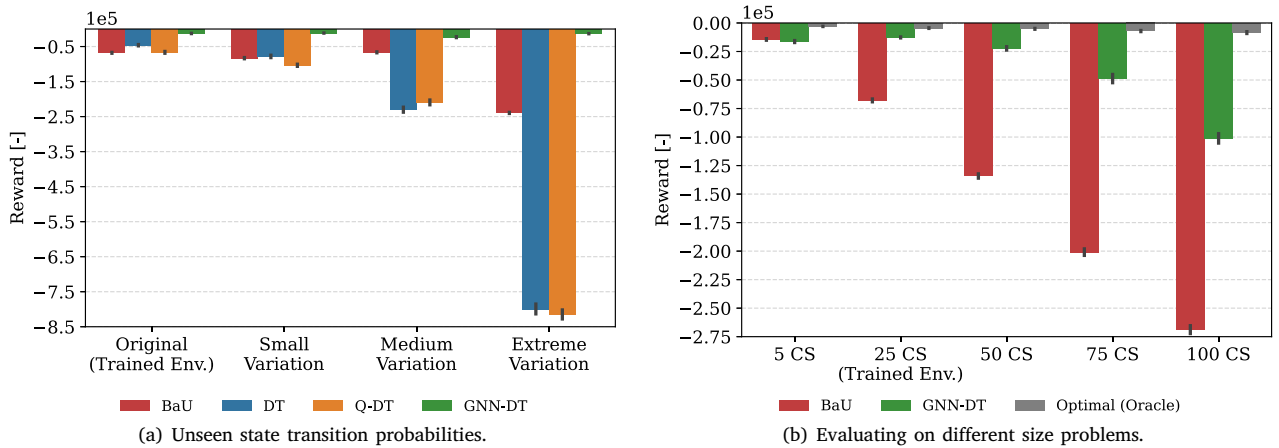 1e5
−0.5
−1.5
−2.5
−3.5
−4.5
−5.5
−6.5
−7.5
−8.5
Reward [-]
Original
(Trained Env.)
Small
Variation
Medium
Variation
Extreme
Variation
BaU
DT
Q-DT
GNN-DT
(a) Unseen state transition probabilities.
1e5
0.00
−0.25
−0.50
−0.75
−1.00
−1.25
−1.50
−1.75
−2.00
−2.25
−2.50
−2.75
Reward [-]
5 CS
25 CS
(Trained Env.)
50 CS
75 CS
100 CS
BaU
GNN-DT
Optimal (Oracle)
(b) Evaluating on different size problems.